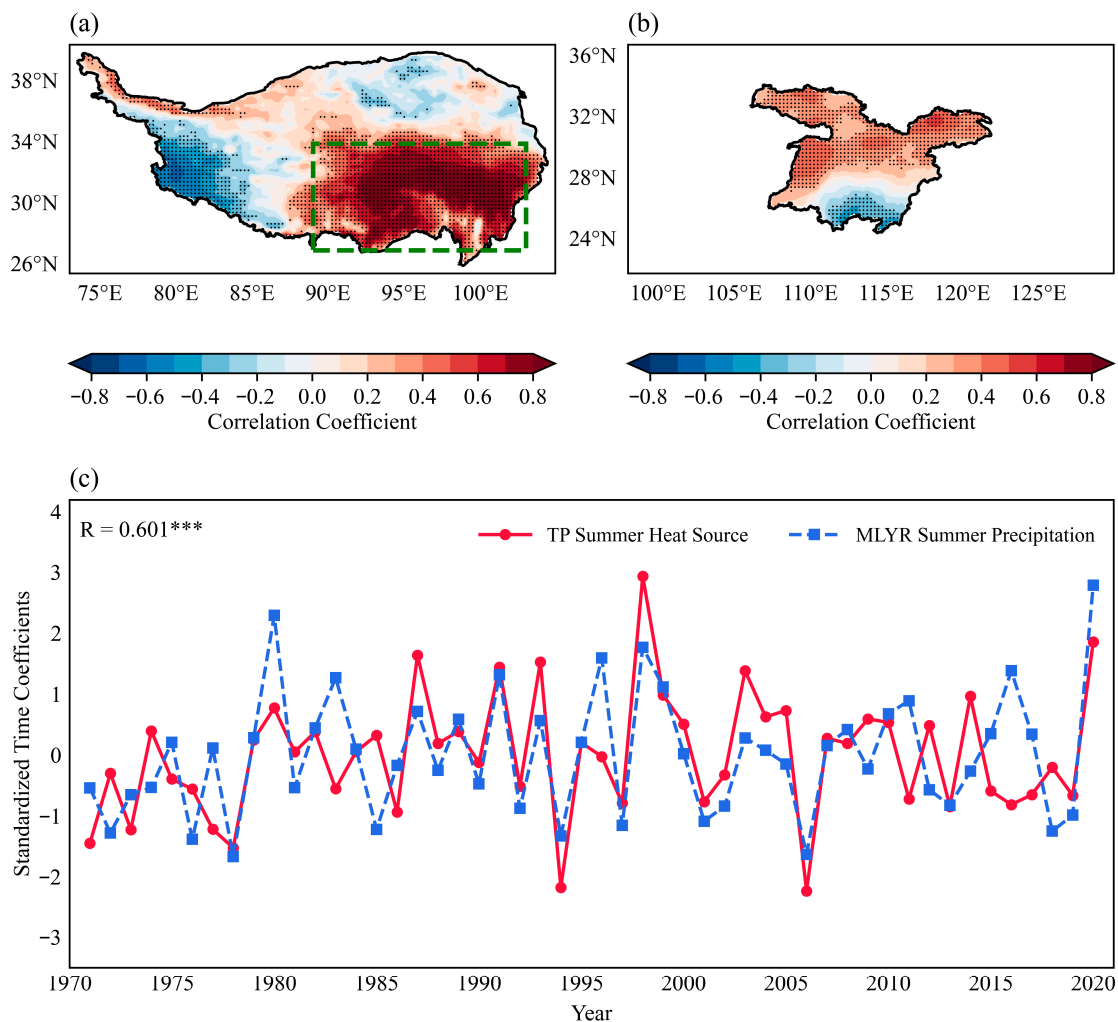 (a) (b)
38°N
34°N
30°N
26°N
75°E 80°E 85°E 90°E 95°E 100°E
36°N
32°N
28°N
24°N
100°E 105°E 110°E 115°E 120°E 125°E
−0.8 −0.6 −0.4 −0.2 0.0 0.2 0.4 0.6 0.8
Correlation Coefficient
−0.8 −0.6 −0.4 −0.2 0.0 0.2 0.4 0.6 0.8
Correlation Coefficient
(c)
R = 0.601***
TP Summer Heat Source
MLYR Summer Precipitation
Standardized Time Coefficients
4
3
2
1
0
−1
−2
−3
1970 1975 1980 1985 1990 1995 2000 2005 2010 2015 2020
Year